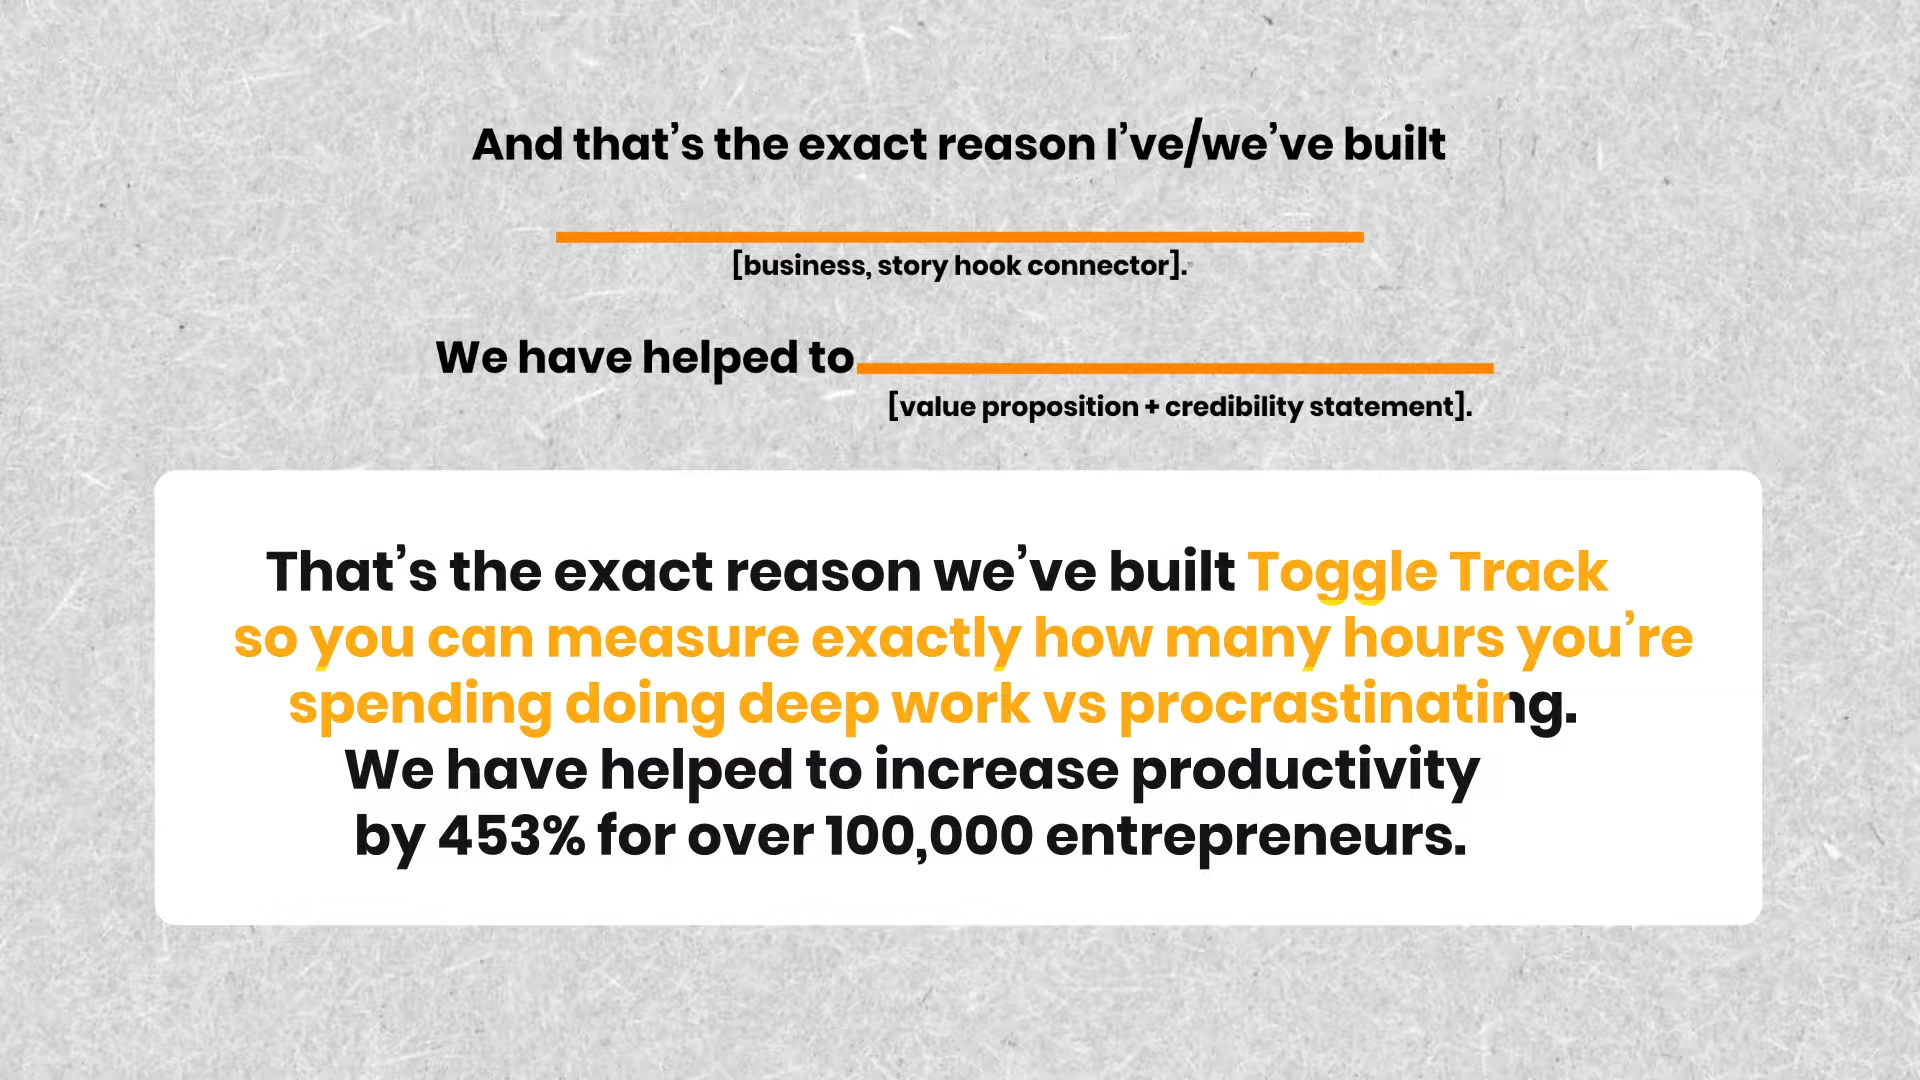 And that’s the exact reason I’ve/we’ve built
[business, story hook connector].
We have helped to
[value proposition + credibility statement].
That’s the exact reason we’ve built Toggle Track
so you can measure exactly how many hours you’re
spending doing deep work vs procrastinating.
We have helped to increase productivity
by 453% for over 100,000 entrepreneurs.